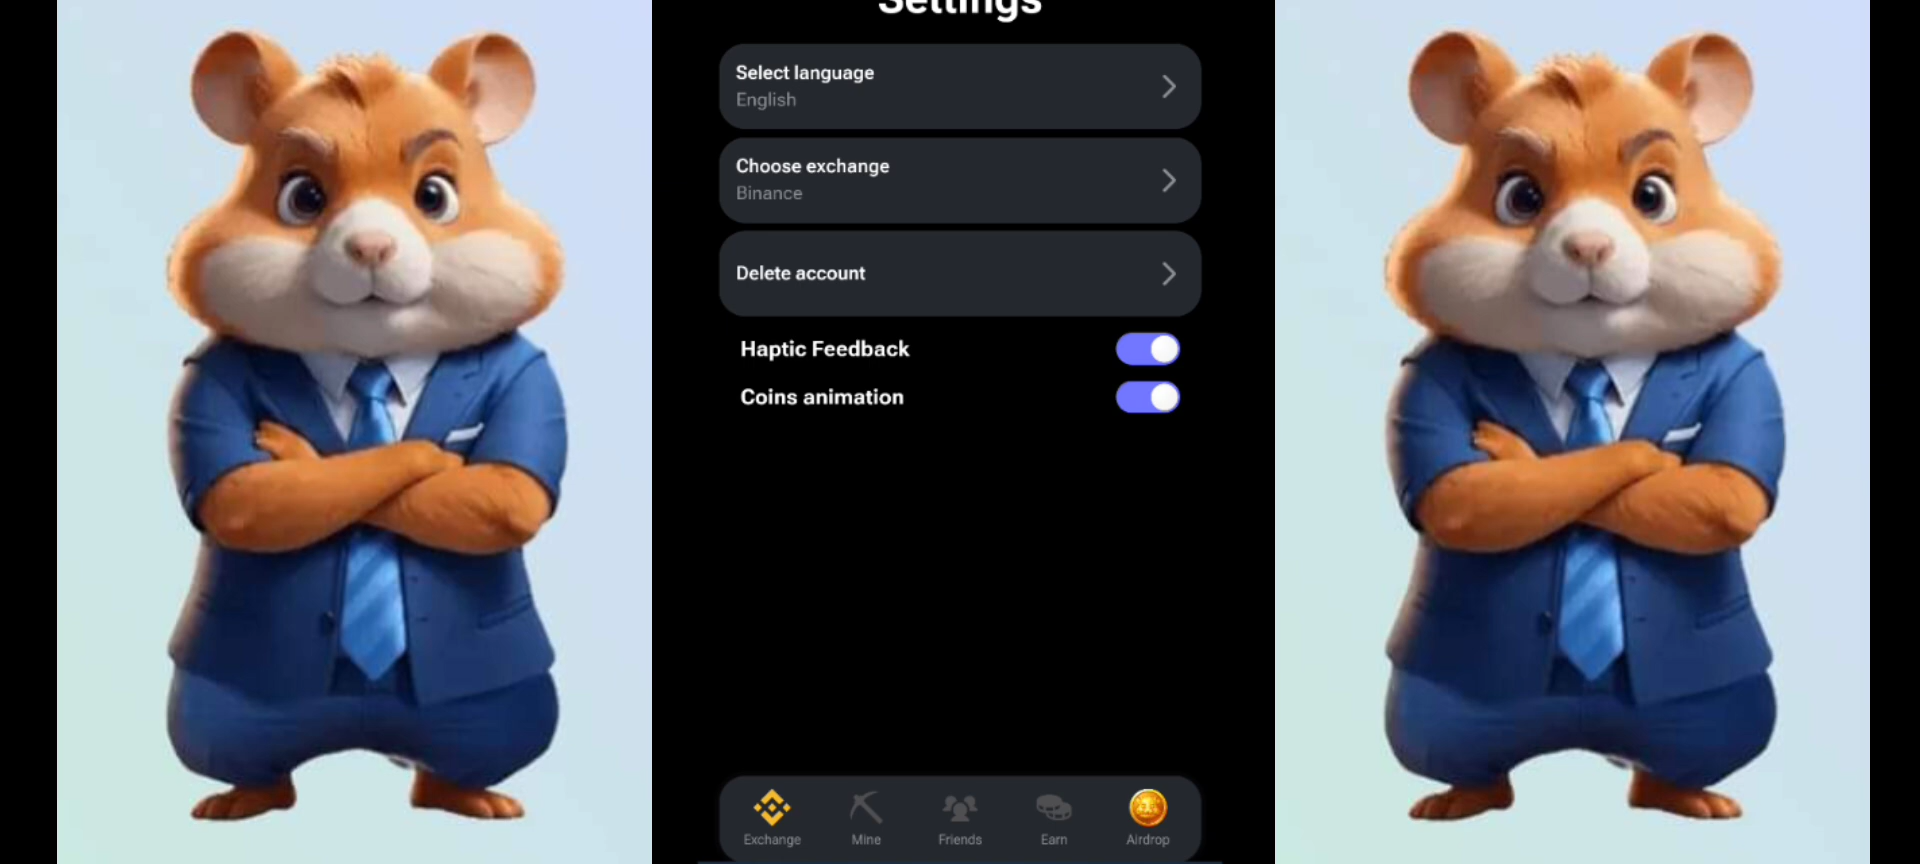 Settings
Select language
English
Choose exchange
Binance
Delete account
Haptic Feedback
Coins animation
Exchange
Mine
Friends
Earn
Airdrop